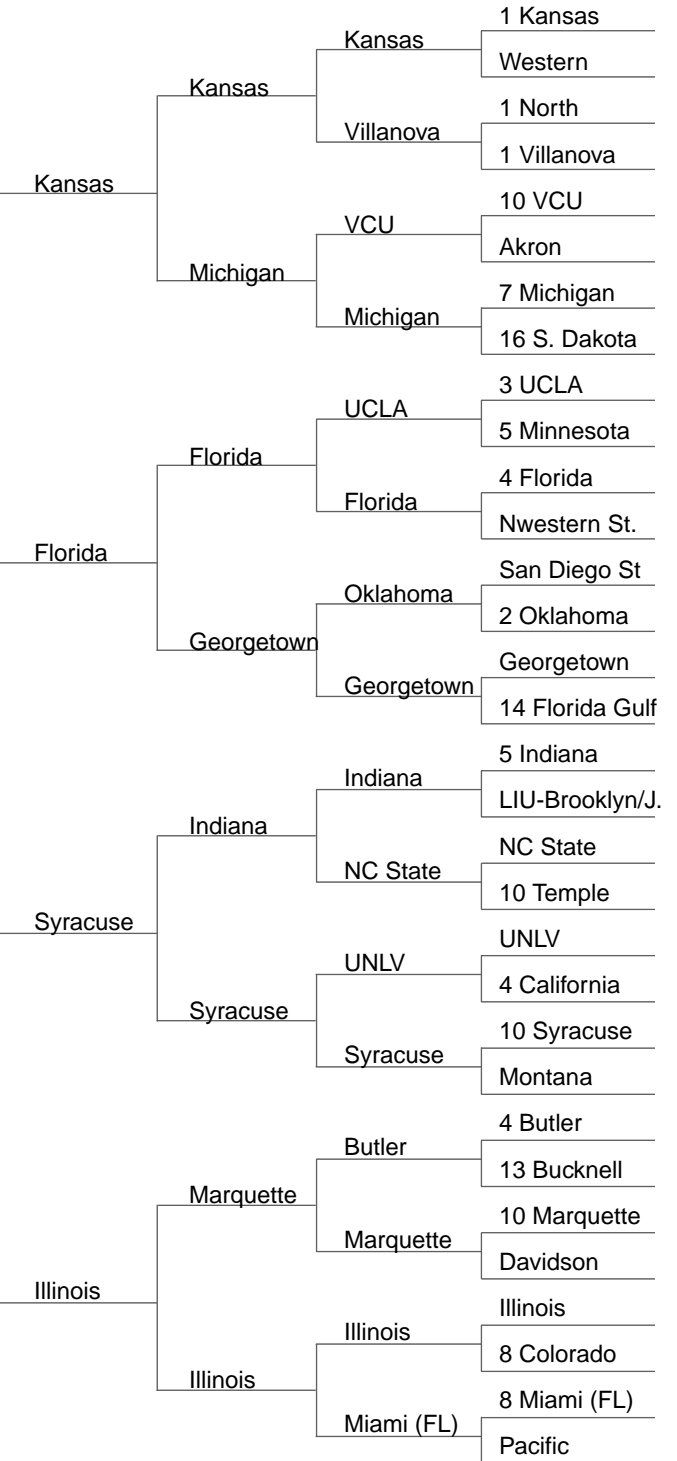 1 Kansas
Kansas
Western
Kansas
1 North
Villanova
1 Villanova
Kansas
10 VCU
VCU
Akron
Michigan
7 Michigan
Michigan
16 S. Dakota
3 UCLA
UCLA
5 Minnesota
Florida
4 Florida
Florida
Nwestern St.
Florida
San Diego St
Oklahoma
2 Oklahoma
Georgetown
Georgetown
Georgetown
14 Florida Gulf
5 Indiana
Indiana
LIU-Brooklyn/J.
Indiana
NC State
NC State
10 Temple
Syracuse
UNLV
UNLV
4 California
Syracuse
10 Syracuse
Syracuse
Montana
4 Butler
Butler
13 Bucknell
Marquette
10 Marquette
Marquette
Davidson
Illinois
Illinois
Illinois
8 Colorado
Illinois
8 Miami (FL)
Miami (FL)
Pacific